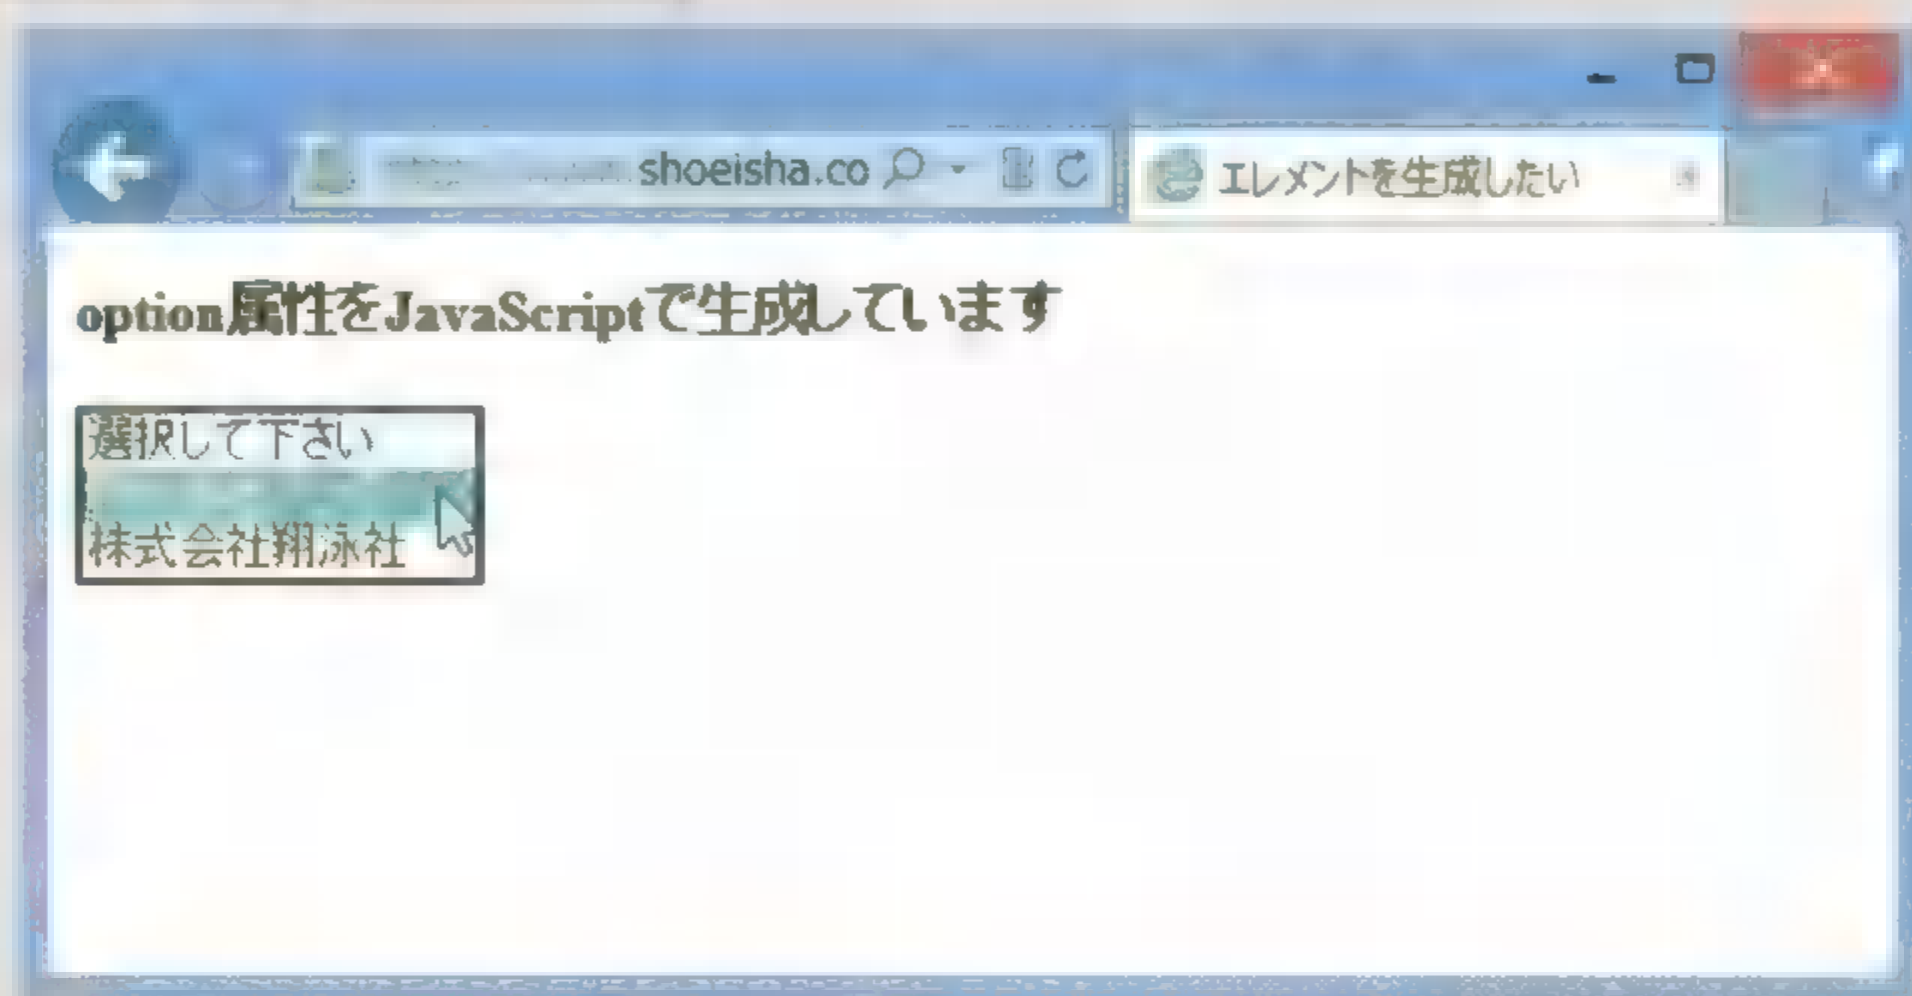 shoeisha.co
エレメントを生成したい
option属性をJavaScriptで生成しています
選択して下さい
株式会社翔泳社